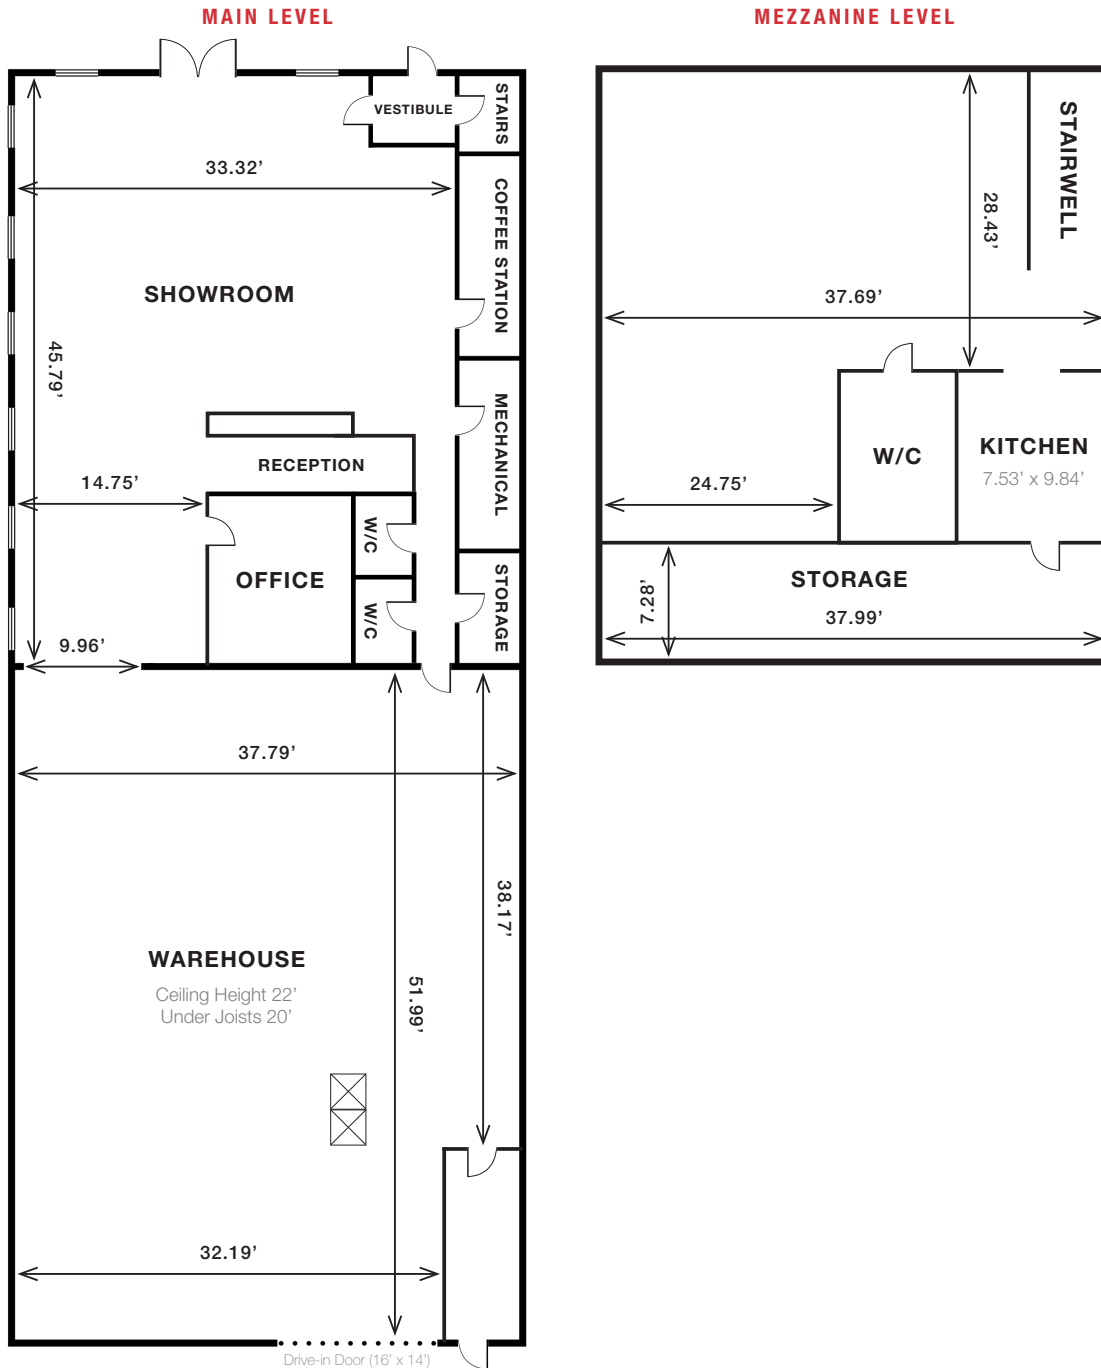 MAIN LEVEL
VESTIBULE
STAIRS
33.32’
COFFEE STATION
SHOWROOM
45.79’
MECHANICAL
RECEPTION
14.75’
W/C
OFFICE
W/C
STORAGE
9.96’
37.79’
38.17’
WAREHOUSE
Ceiling Height 22’
Under Joists 20’
51.99’
32.19’
Drive-in Door (16’ x 14’)
MEZZANINE LEVEL
STAIRWELL
28.43’
37.69’
W/C
KITCHEN
7.53’ x 9.84’
24.75’
STORAGE
7.28’
37.99’